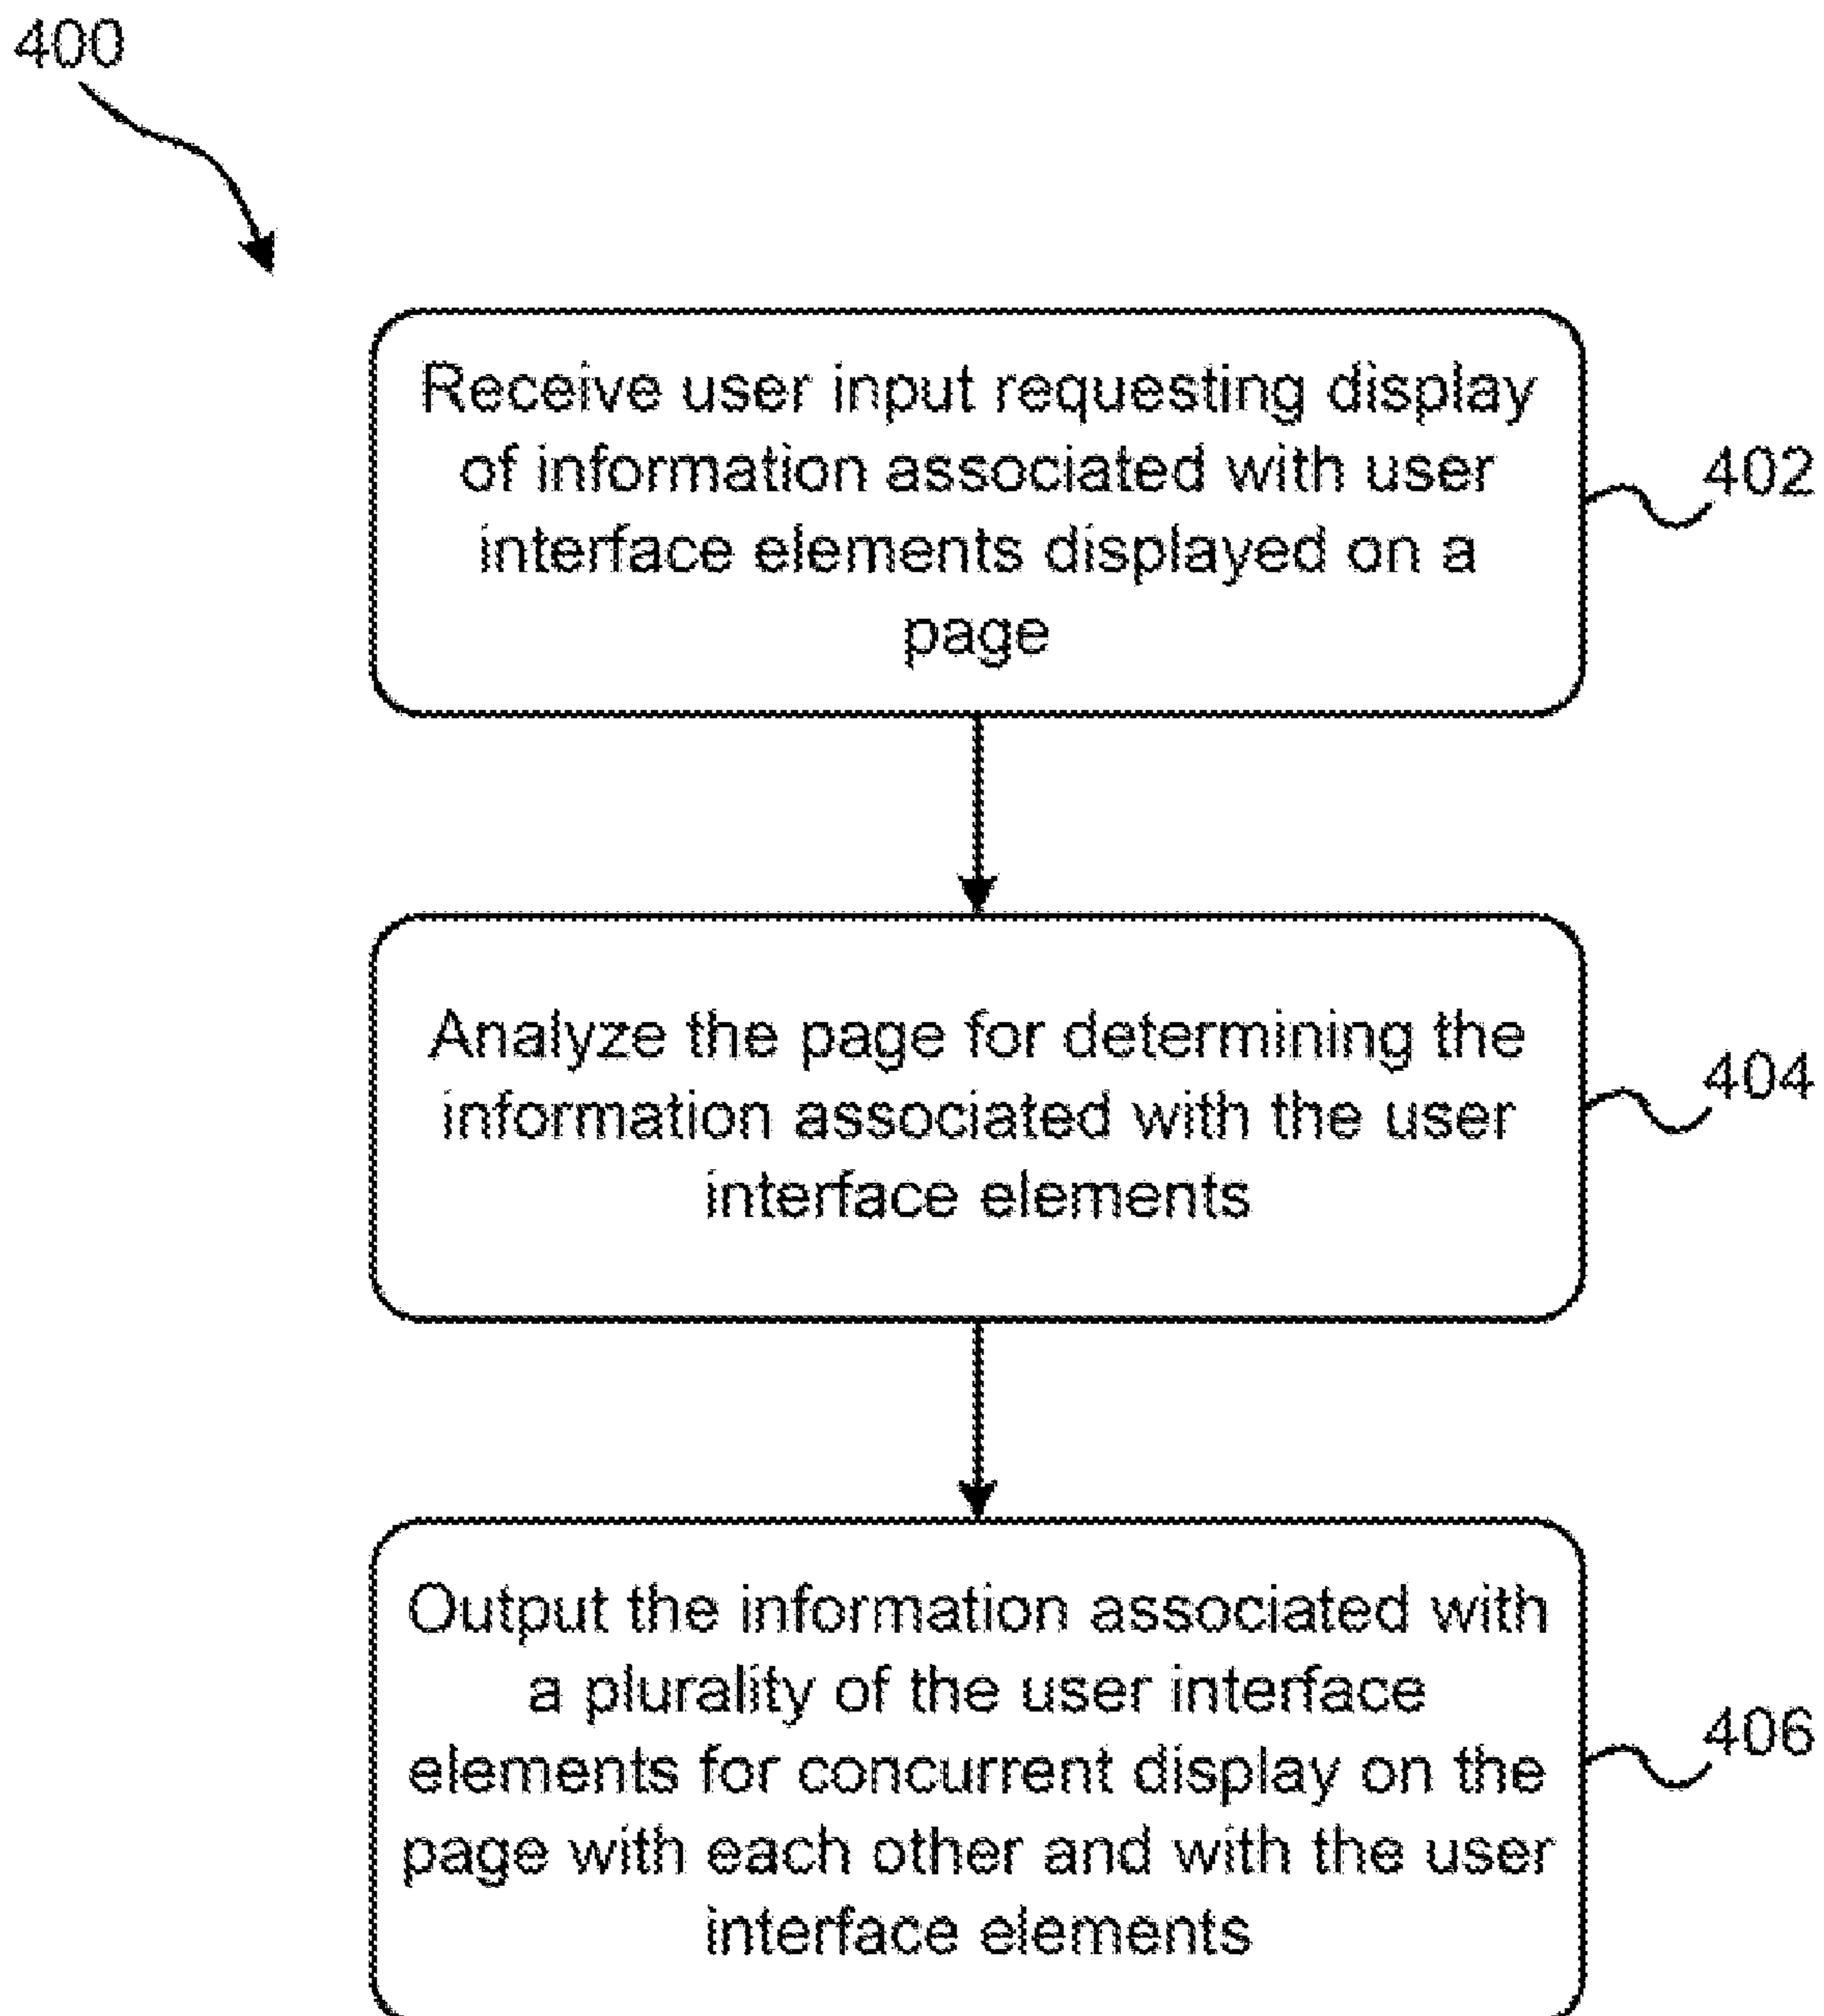 400
Receive user input requesting display
of information associated with user
interface elements displayed on a
page
402
Analyze the page for determining the
information associated with the user
interface elements
404
Output the information associated with
a plurality of the user interface
elements for concurrent display on the
page with each other and with the user
interface elements
406